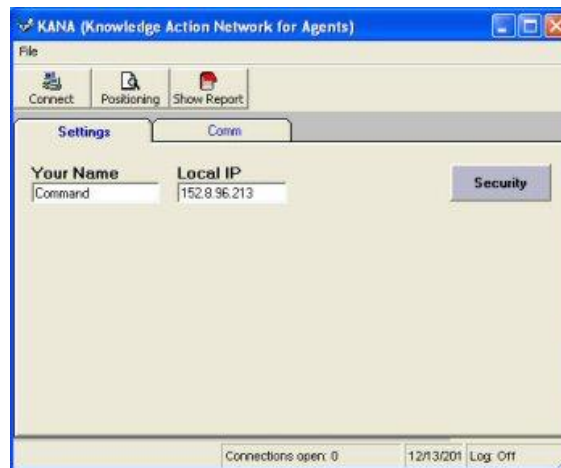 KANA (Knowledge Action Network for Agents)
File
Connect Positioning Show Report
Settings Comm
Your Name Local IP
Command 152.8.96.213 Security
Connections open: 0 12/13/201 Log: Off